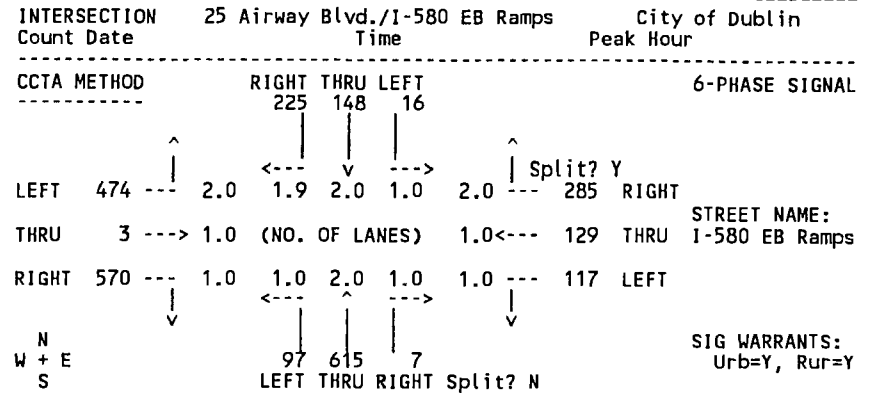 INTERSECTION 25 Airway Blvd./I-580 EB Ramps City of Dublin
Count Date Time Peak Hour
CCTA METHOD RIGHT THRU LEFT 6-PHASE SIGNAL
225 148 16
^ ^
<--- v ---> Split? Y
LEFT 474 --- 2.0 1.9 2.0 1.0 2.0 --- 285 RIGHT
STREET NAME:
THRU 3 ---> 1.0 (NO. OF LANES) 1.0<--- 129 THRU I-580 EB Ramps
RIGHT 570 --- 1.0 1.0 2.0 1.0 1.0 --- 117 LEFT
<--- ^ --->
v v
N SIG WARRANTS:
W + E 97 615 7 Urb=Y, Rur=Y
S LEFT THRU RIGHT Split? N